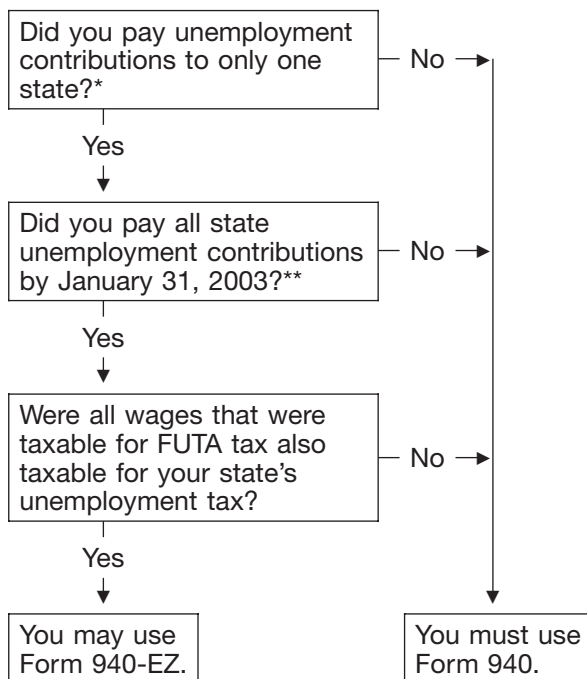 Did you pay unemployment
contributions to only one
state?*
No
Yes
Did you pay all state
unemployment contributions
by January 31, 2003?**
No
Yes
Were all wages that were
taxable for FUTA tax also
taxable for your state’s
unemployment tax?
No
Yes
You may use
Form 940-EZ.
You must use
Form 940.